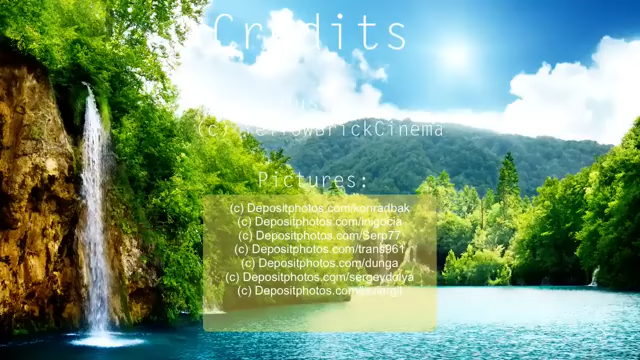 Credits
(c) YellowBrickCinema
Pictures:
(c) Depositphotos.com/konradbak
(c) Depositphotos.com/inigocia
(c) Depositphotos.com/Serp77
(c) Depositphotos.com/trans961
(c) Depositphotos.com/dunga
(c) Depositphotos.com/sergeydolya
(c) Depositphotos.com/